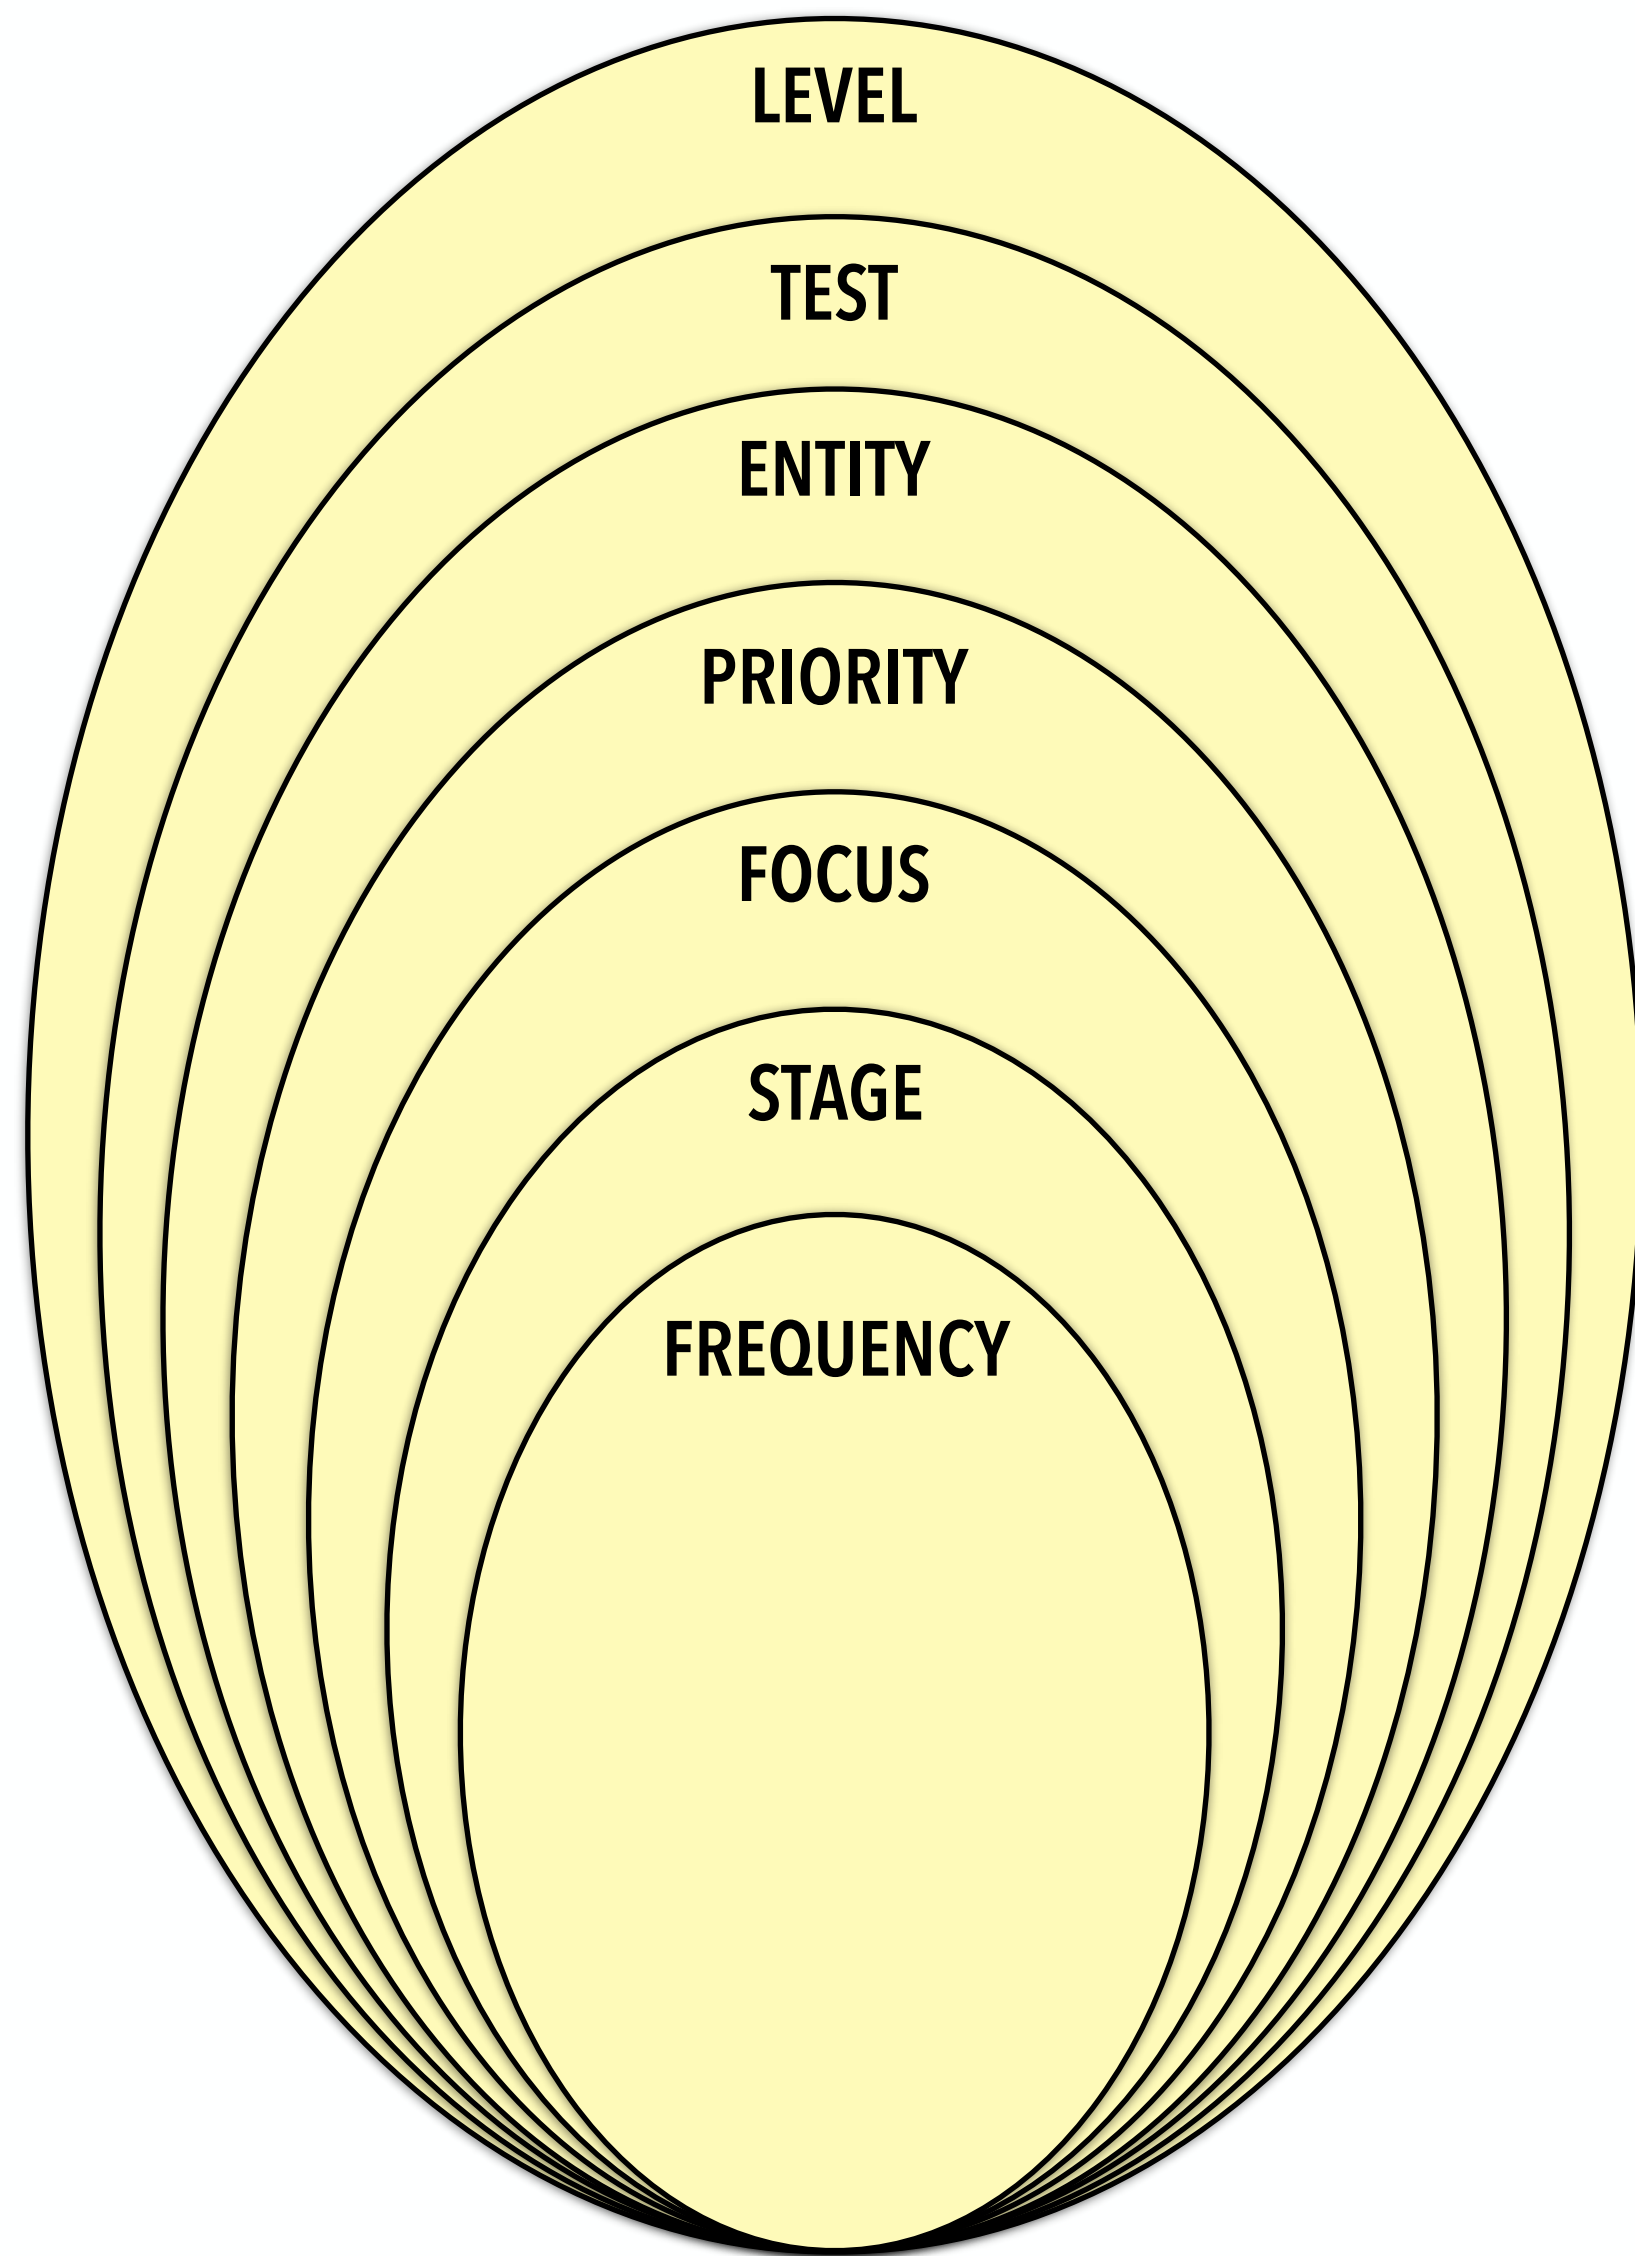 LEVEL
TEST
ENTITY
PRIORITY
FOCUS
STAGE
FREQUENCY